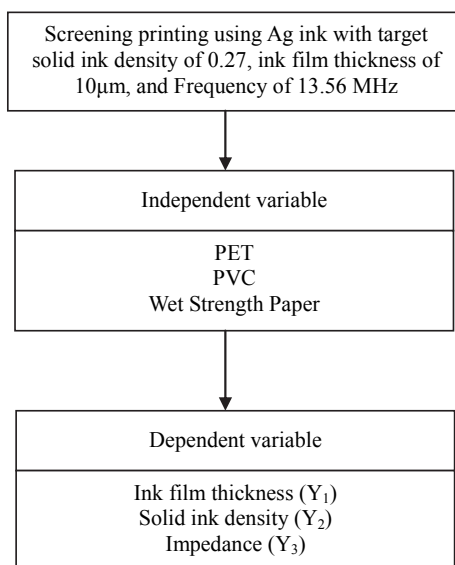 Screening printing using Ag ink with target
solid ink density of 0.27, ink film thickness of
10μm, and Frequency of 13.56 MHz
Independent variable
PET
PVC
Wet Strength Paper
Dependent variable
Ink film thickness (Y₁)
Solid ink density (Y₂)
Impedance (Y₃)